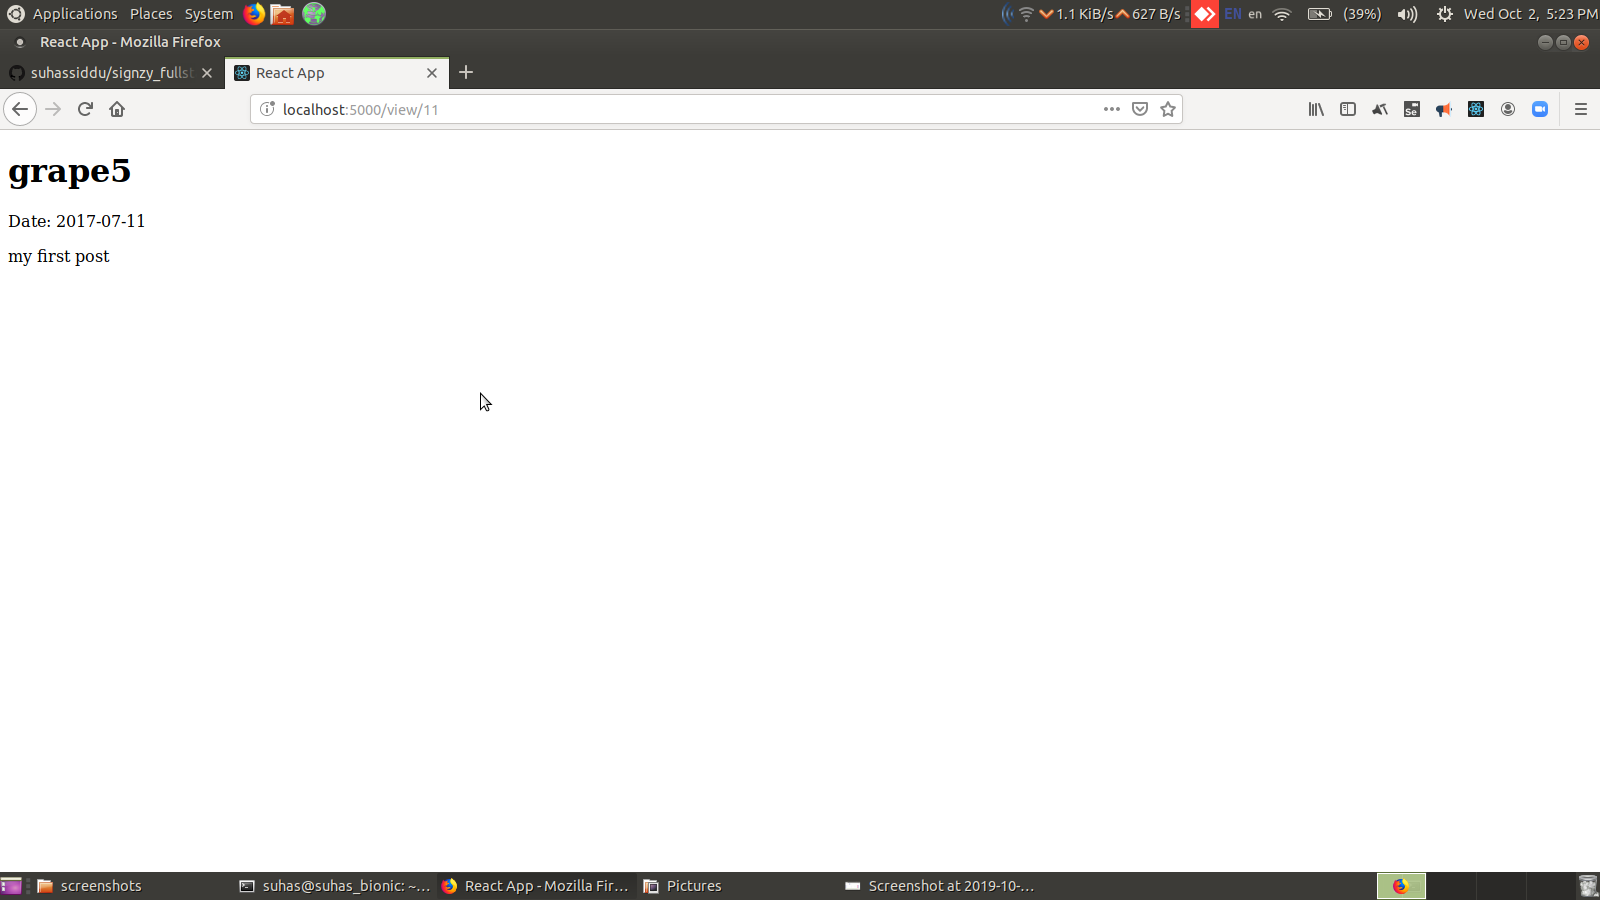 Applications Places System 1.1 KiB/s 627 B/s EN en (39%) Wed Oct 2, 5:23 PM
React App - Mozilla Firefox
suhassiddu/signzy_fullst React App
localhost:5000/view/11 Se
grape5
Date: 2017-07-11
my first post
screenshots suhas@suhas_bionic: ~... React App - Mozilla Fir... Pictures Screenshot at 2019-10-...